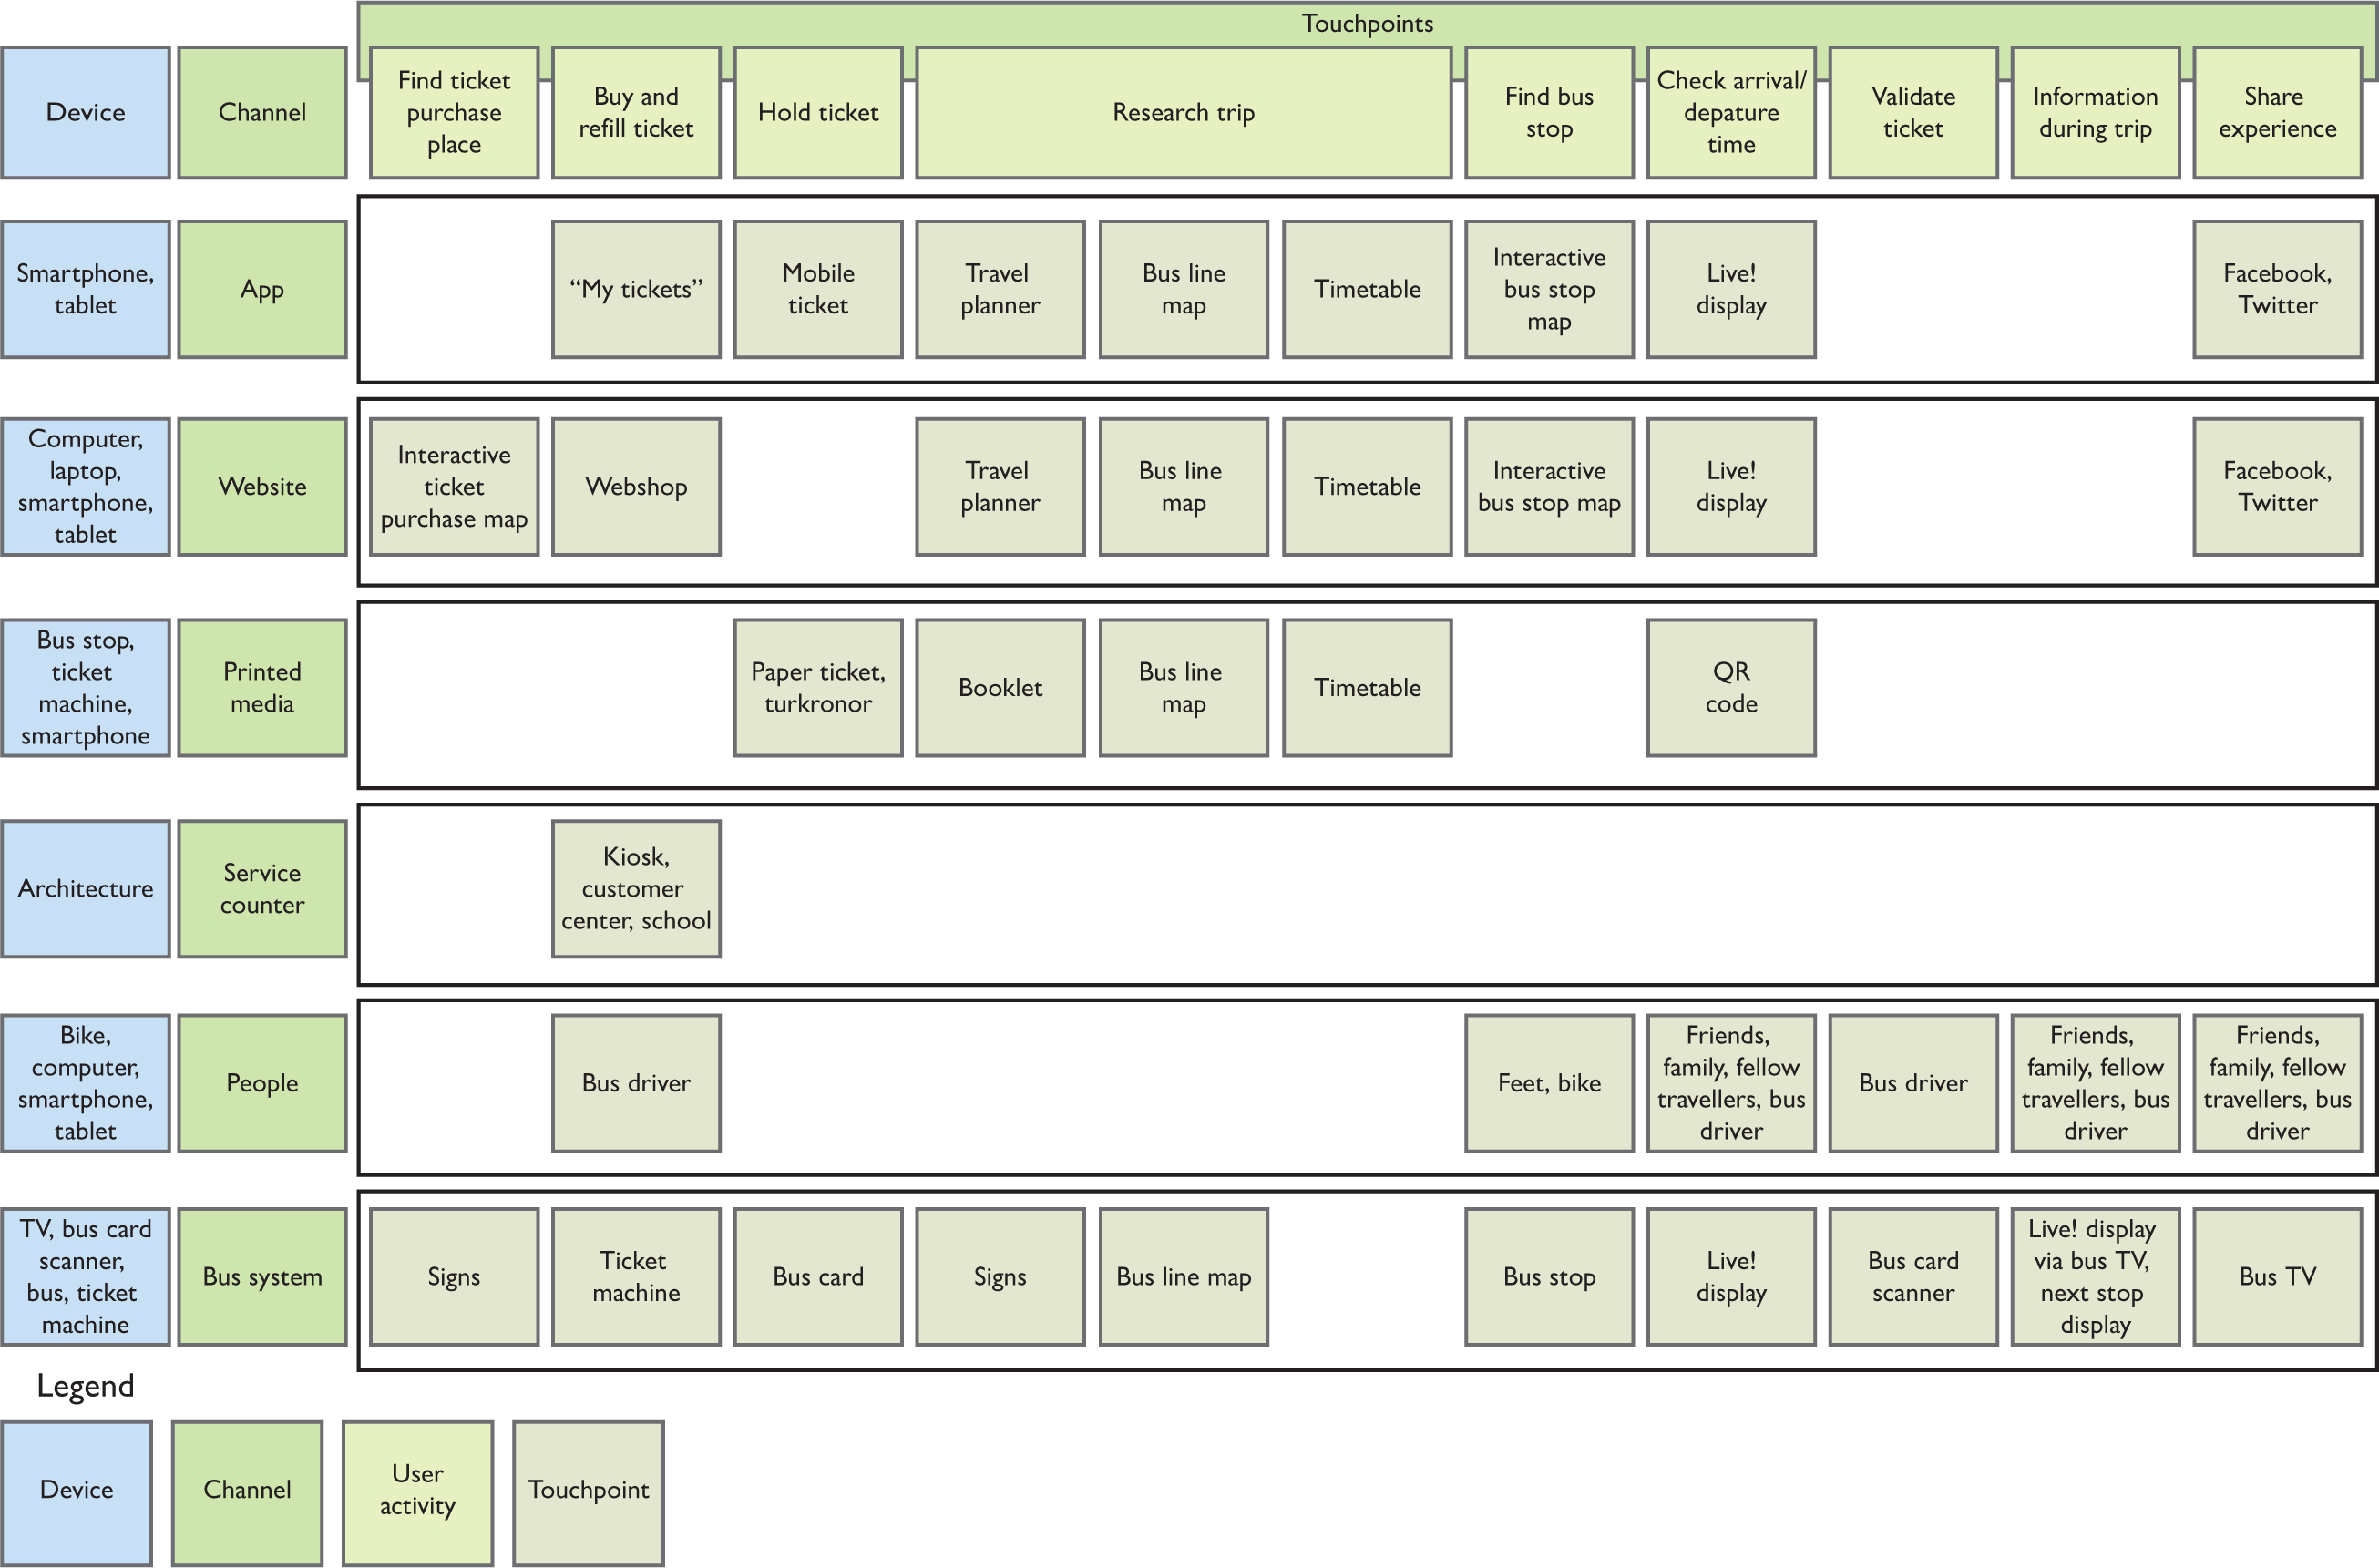 Touchpoints
Device
Channel
Find ticket
purchase
place
Buy and
refill ticket
Hold ticket
Research trip
Find bus
stop
Check arrival/
depature
time
Validate
ticket
Information
during trip
Share
experience
Smartphone,
tablet
App
“My tickets”
Mobile
ticket
Travel
planner
Bus line
map
Timetable
Interactive
bus stop
map
Live!
display
Facebook,
Twitter
Computer,
laptop,
smartphone,
tablet
Website
Interactive
ticket
purchase map
Webshop
Travel
planner
Bus line
map
Timetable
Interactive
bus stop map
Live!
display
Facebook,
Twitter
Bus stop,
ticket
machine,
smartphone
Printed
media
Paper ticket,
turkronor
Booklet
Bus line
map
Timetable
QR
code
Architecture
Service
counter
Kiosk,
customer
center, school
Bike,
computer,
smartphone,
tablet
People
Bus driver
Feet, bike
Friends,
family, fellow
travellers, bus
driver
Bus driver
Friends,
family, fellow
travellers, bus
driver
Friends,
family, fellow
travellers, bus
driver
TV, bus card
scanner,
bus, ticket
machine
Bus system
Signs
Ticket
machine
Bus card
Signs
Bus line map
Bus stop
Live!
display
Bus card
scanner
Live! display
via bus TV,
next stop
display
Bus TV
Legend
Device
Channel
User
activity
Touchpoint